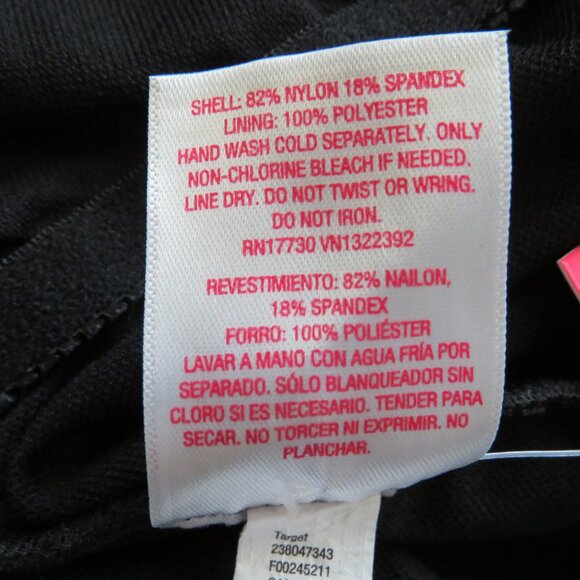 SHELL: 82% NYLON 18% SPANDEX
LINING: 100% POLYESTER
HAND WASH COLD SEPARATELY. ONLY
NON-CHLORINE BLEACH IF NEEDED.
LINE DRY. DO NOT TWIST OR WRING.
DO NOT IRON.
RN17730 VN1322392
REVESTIMIENTO: 82% NAILON,
18% SPANDEX
FORRO: 100% POLIÉSTER
LAVAR A MANO CON AGUA FRÍA POR
SEPARADO. SÓLO BLANQUEADOR SIN
CLORO SI ES NECESARIO. TENDER PARA
SECAR. NO TORCER NI EXPRIMIR. NO
PLANCHAR.
Target
238047343
F00245211